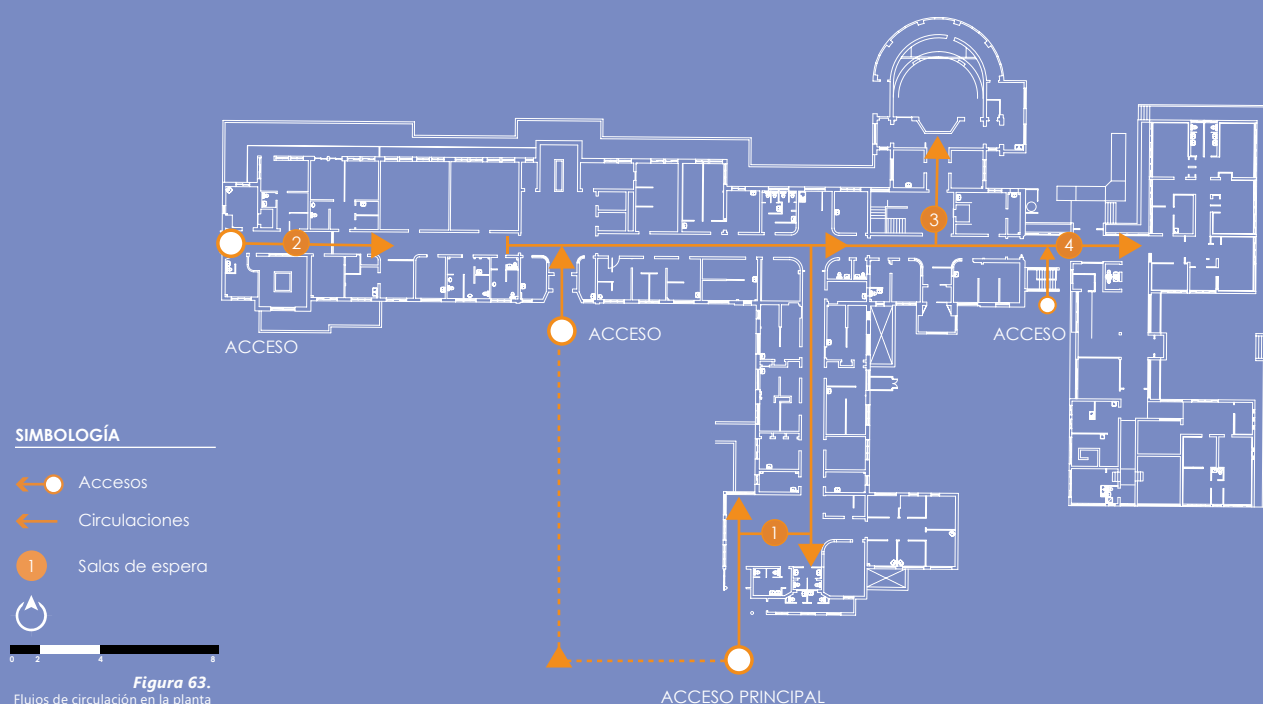 3
2
4
ACCESO
ACCESO
ACCESO
SIMBOLOGÍA
Accesos
Circulaciones
1
Salas de espera
1
0 2 4 8
Figura 63.
Flujos de circulación en la planta
ACCESO PRINCIPAL